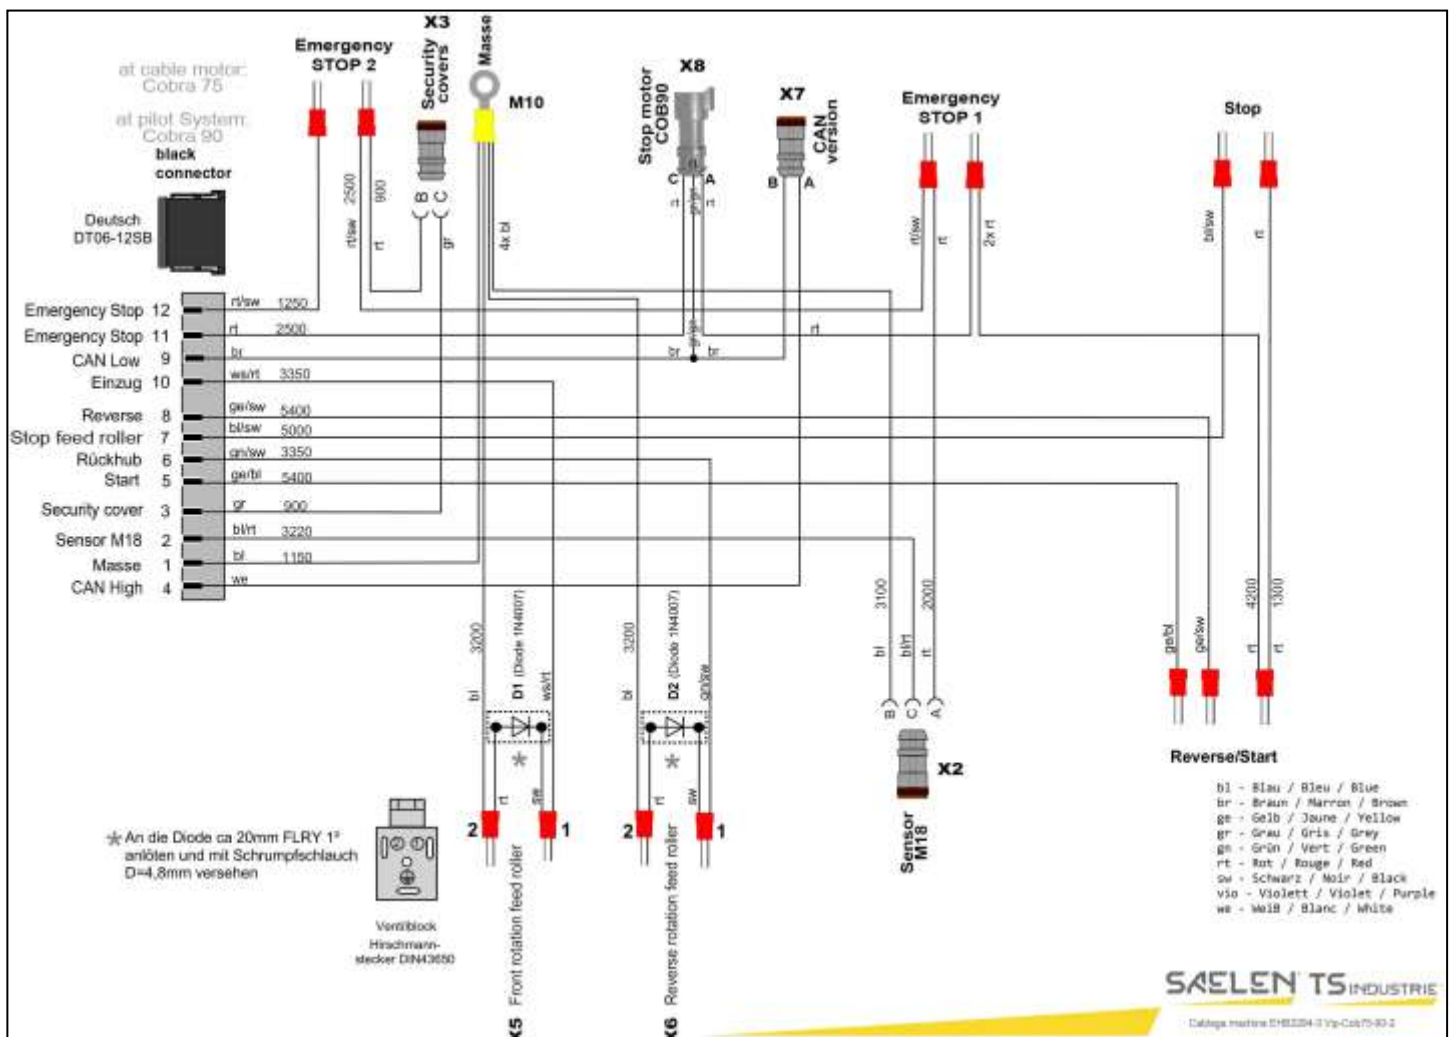 at cable motor:
Cobra 75
at pilot System:
Cobra 90
black
connector
Deutsch
DT06-12SB
Emergency
STOP 2
X3
Security
covers
Masse
M10
X8
Stop motor
COB90
X7
CAN
version
Emergency
STOP 1
Stop
2500
900
rt/sw
rt
B
C
gr
4x bl
C
A
rt
gr/gn
rt
B
A
rt/sw
rt
2x rt
bl/sw
rt
Emergency Stop 12 rt/sw 1250
Emergency Stop 11 rt 2500
rt
CAN Low 9 br
br
gr/gn
br
Einzug 10 ws/rt 3350
Reverse 8 ge/sw 5400
Stop feed roller 7 bl/sw 5000
Rückhub 6 gn/sw 3350
Start 5 ge/bl 5400
Security cover 3 gr 900
Sensor M18 2 bl/rt 3220
Masse 1 bl 1150
CAN High 4 we
3200
bl
D1 (Diode 1N4007)
ws/rt
3200
bl
D2 (Diode 1N4007)
gn/sw
3100
bl
bl/rt
2000
rt
ge/bl
ge/sw
4200
rt
1300
rt
B
C
A
X2
Sensor
M18
Reverse/Start
rt
sw
2
1
rt
sw
2
1
X5 Front rotation feed roller
X6 Reverse rotation feed roller
An die Diode ca 20mm FLRY 1²
anlöten und mit Schrumpfschlauch
D=4,8mm versehen
2 1
Ventilblock
Hirschmann-
stecker DIN43650
bl - Blau / Bleu / Blue
br - Braun / Marron / Brown
ge - Gelb / Jaune / Yellow
gr - Grau / Gris / Grey
gn - Grün / Vert / Green
rt - Rot / Rouge / Red
sw - Schwarz / Noir / Black
vio - Violett / Violet / Purple
we - Weiß / Blanc / White
SAELEN TS INDUSTRIE